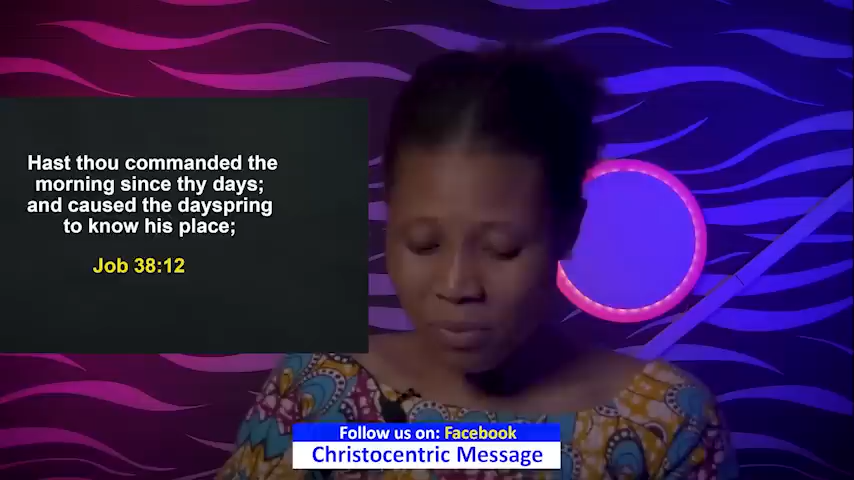 Hast thou commanded the
morning since thy days;
and caused the dayspring
to know his place;
Job 38:12
Follow us on: Facebook
Christocentric Message